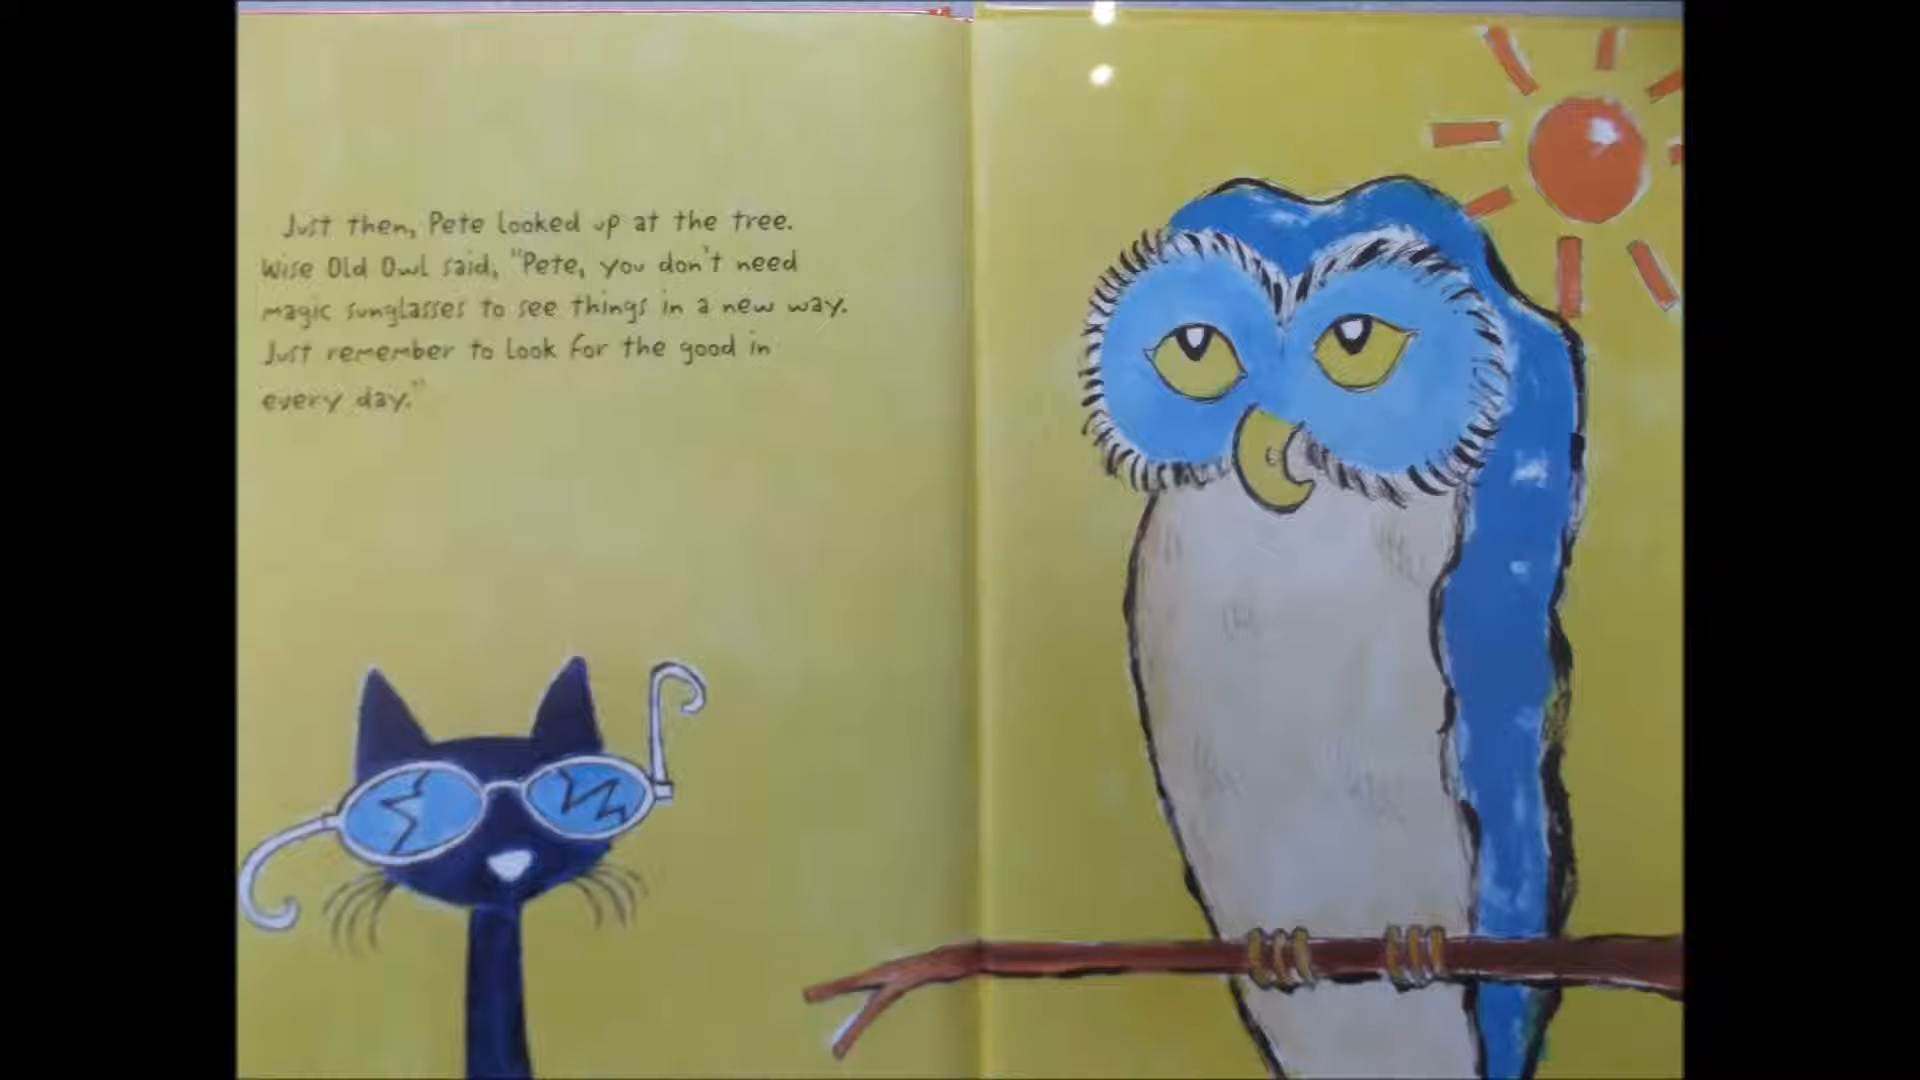 Just then, Pete looked up at the tree.
Wise Old Owl said, "Pete, you don't need
magic sunglasses to see things in a new way.
Just remember to look for the good in
every day."